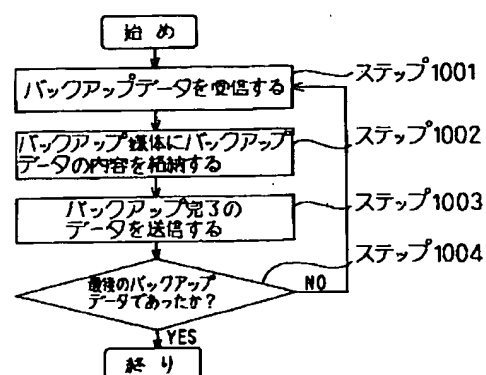 始め
バックアップデータを受信する
ステップ1001
バックアップ媒体にバックアップ
データの内容を格納する
ステップ1002
バックアップ完了の
データを送信する
ステップ1003
最後のバックアップ
データであったか?
ステップ1004
NO
YES
終り